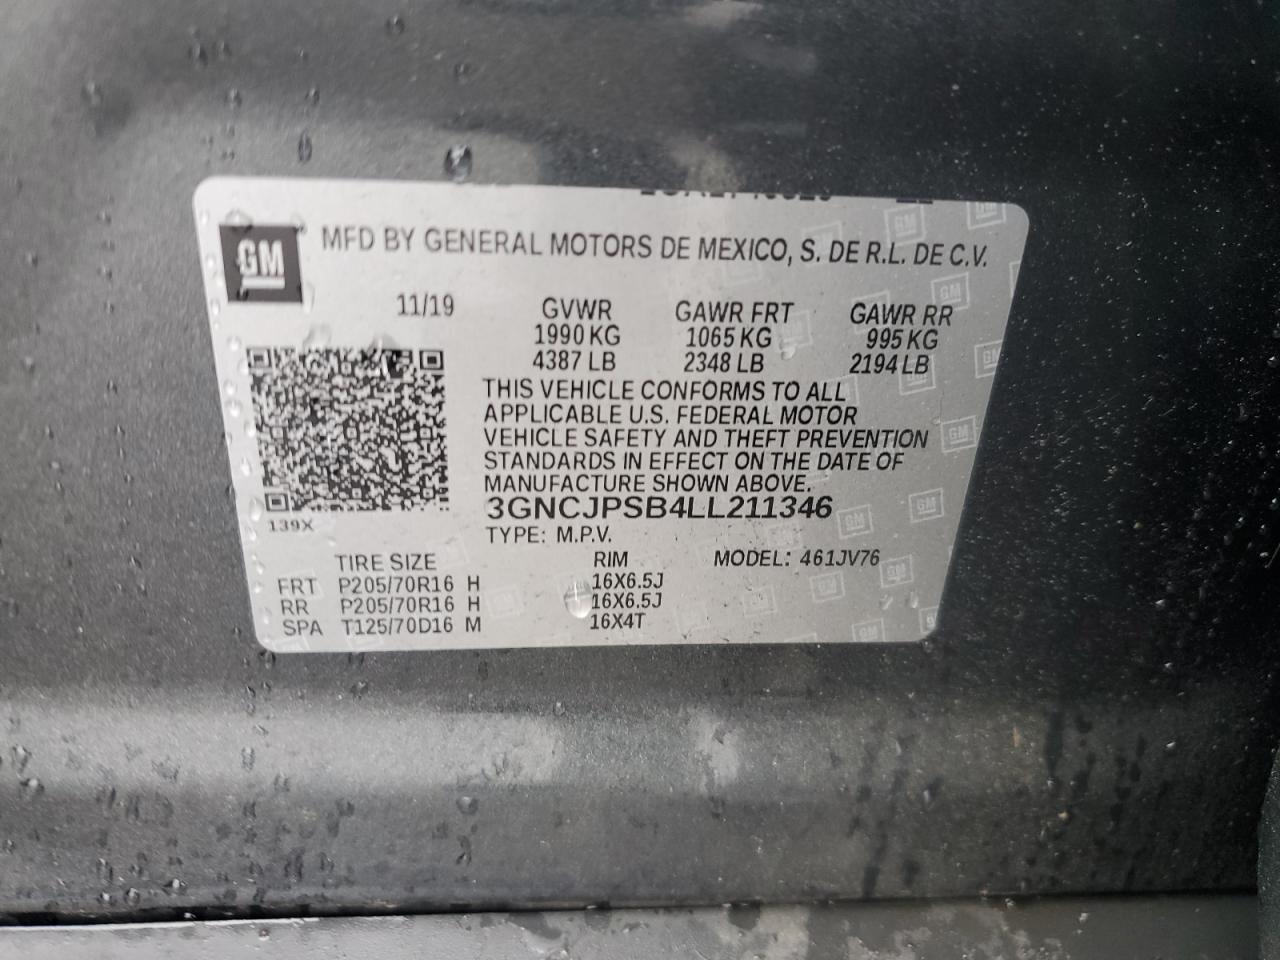 GM
MFD BY GENERAL MOTORS DE MEXICO, S. DE R.L. DE C.V.
11/19 GVWR GAWR FRT GAWR RR
1990 KG 1065 KG 995 KG
4387 LB 2348 LB 2194 LB
THIS VEHICLE CONFORMS TO ALL
APPLICABLE U.S. FEDERAL MOTOR
VEHICLE SAFETY AND THEFT PREVENTION
STANDARDS IN EFFECT ON THE DATE OF
MANUFACTURE SHOWN ABOVE.
3GNCJPSB4LL211346
139X
TYPE: M.P.V.
TIRE SIZE RIM MODEL: 461JV76
FRT P205/70R16 H 16X6.5J
RR P205/70R16 H 16X6.5J
SPA T125/70D16 M 16X4T